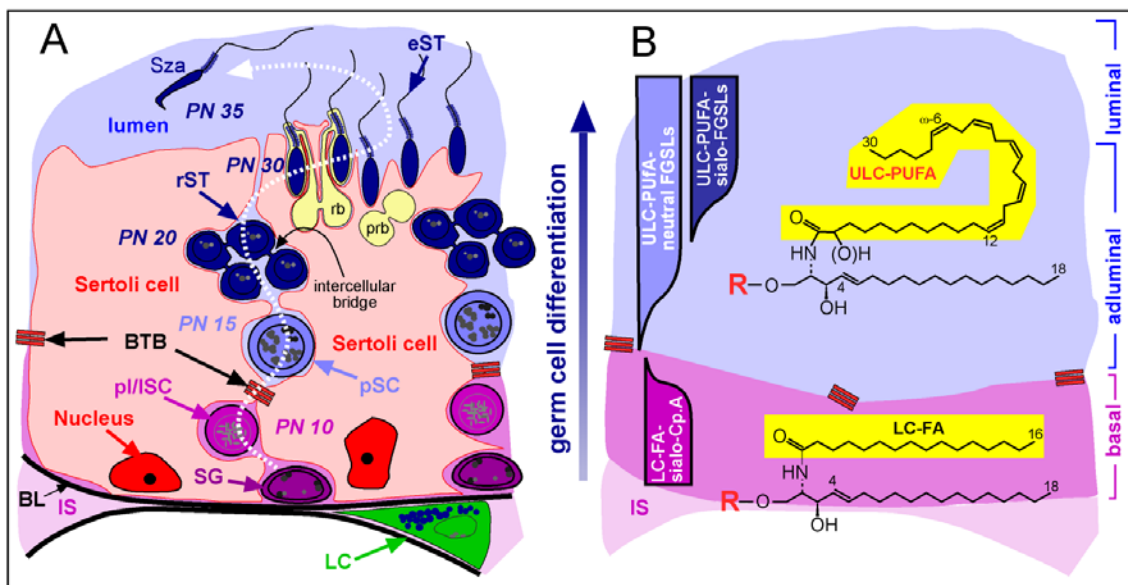 A
Sza
eST
PN 35
lumen
PN 30
rST
rb
prb
PN 20
Sertoli cell
intercellular
bridge
PN 15
BTB
Sertoli cell
pSC
pl/lSC
Nucleus
PN 10
SG
BL
IS
LC
germ cell differentiation
B
ULC-PUfA-
neutral FGSLs
ULC-PUFA-
sialo-FGSLs
ω-6
30
ULC-PUFA
O
12
(O)H
NH
18
R
O
4
OH
LC-FA-
sialo-Cp.A
LC-FA
O
16
NH
4
18
IS
R
O
OH
luminal
adluminal
basal